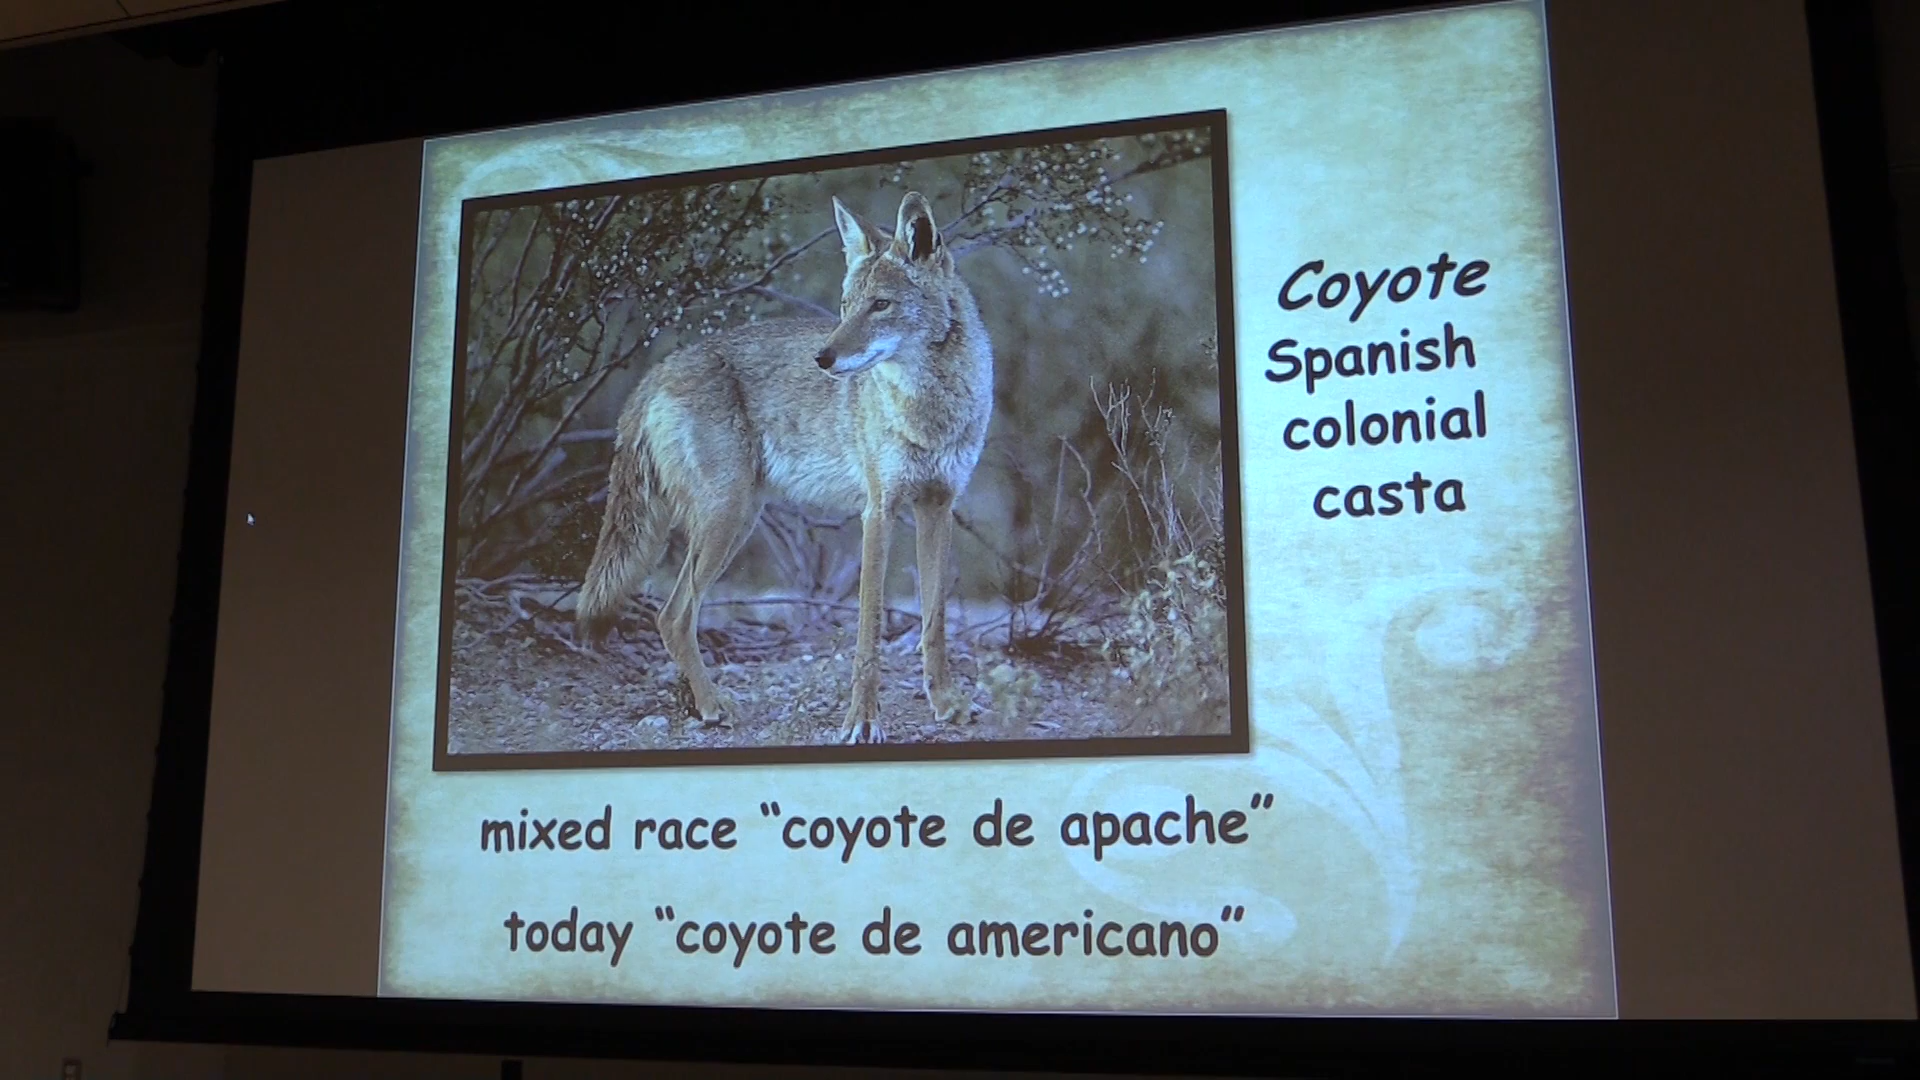 Coyote
Spanish
colonial
casta
mixed race “coyote de apache”
today “coyote de americano”